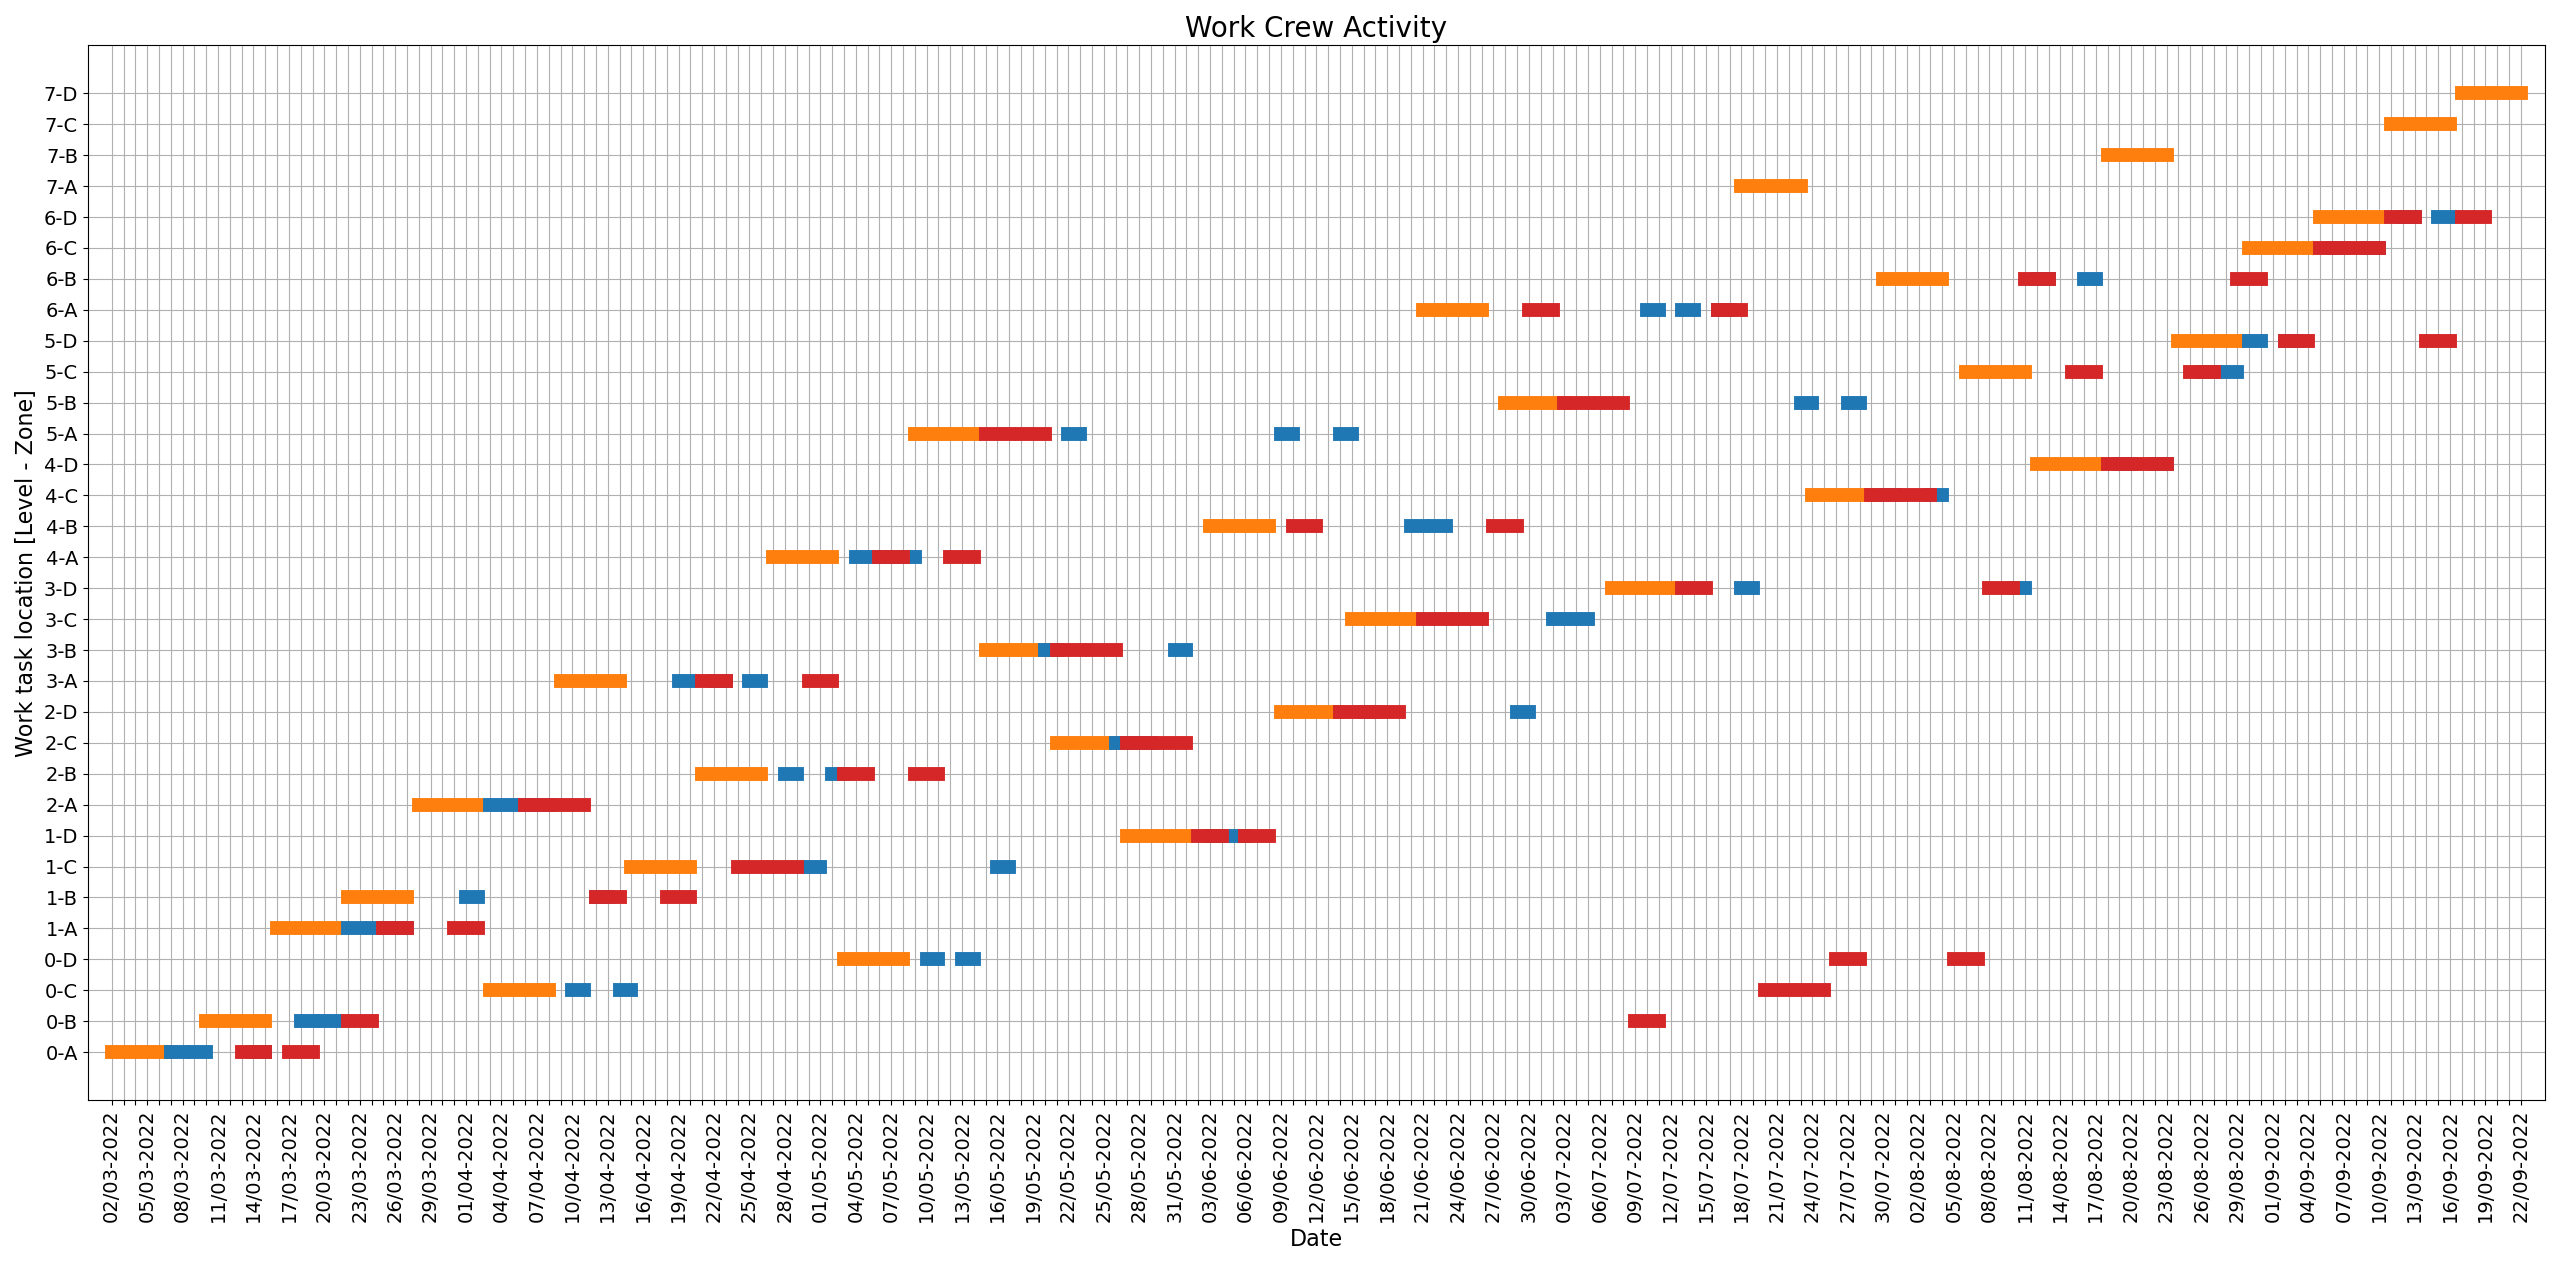 Work Crew Activity
Work task location [Level - Zone]
7-D
7-C
7-B
7-A
6-D
6-C
6-B
6-A
5-D
5-C
5-B
5-A
4-D
4-C
4-B
4-A
3-D
3-C
3-B
3-A
2-D
2-C
2-B
2-A
1-D
1-C
1-B
1-A
0-D
0-C
0-B
0-A
02/03-2022
05/03-2022
08/03-2022
11/03-2022
14/03-2022
17/03-2022
20/03-2022
23/03-2022
26/03-2022
29/03-2022
01/04-2022
04/04-2022
07/04-2022
10/04-2022
13/04-2022
16/04-2022
19/04-2022
22/04-2022
25/04-2022
28/04-2022
01/05-2022
04/05-2022
07/05-2022
10/05-2022
13/05-2022
16/05-2022
19/05-2022
22/05-2022
25/05-2022
28/05-2022
31/05-2022
03/06-2022
06/06-2022
09/06-2022
12/06-2022
15/06-2022
18/06-2022
21/06-2022
24/06-2022
27/06-2022
30/06-2022
03/07-2022
06/07-2022
09/07-2022
12/07-2022
15/07-2022
18/07-2022
21/07-2022
24/07-2022
27/07-2022
30/07-2022
02/08-2022
05/08-2022
08/08-2022
11/08-2022
14/08-2022
17/08-2022
20/08-2022
23/08-2022
26/08-2022
29/08-2022
01/09-2022
04/09-2022
07/09-2022
10/09-2022
13/09-2022
16/09-2022
19/09-2022
22/09-2022
Date